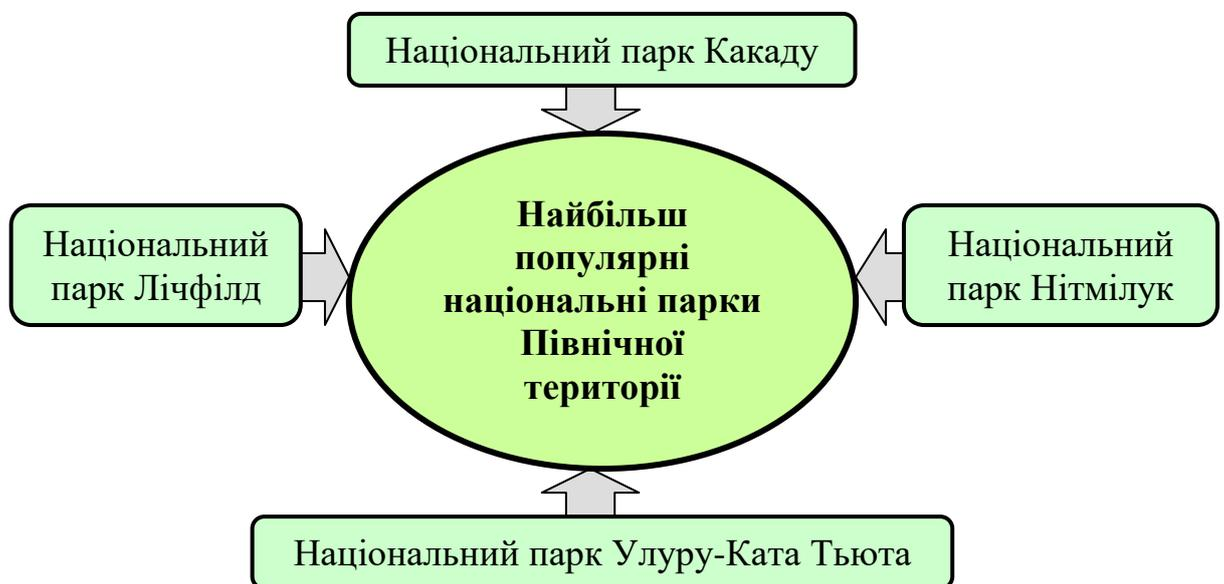 Національний парк Какаду
Національний
парк Лічфілд
Найбільш
популярні
національні парки
Північної
території
Національний
парк Нітмілук
Національний парк Улуру-Ката Тьюта